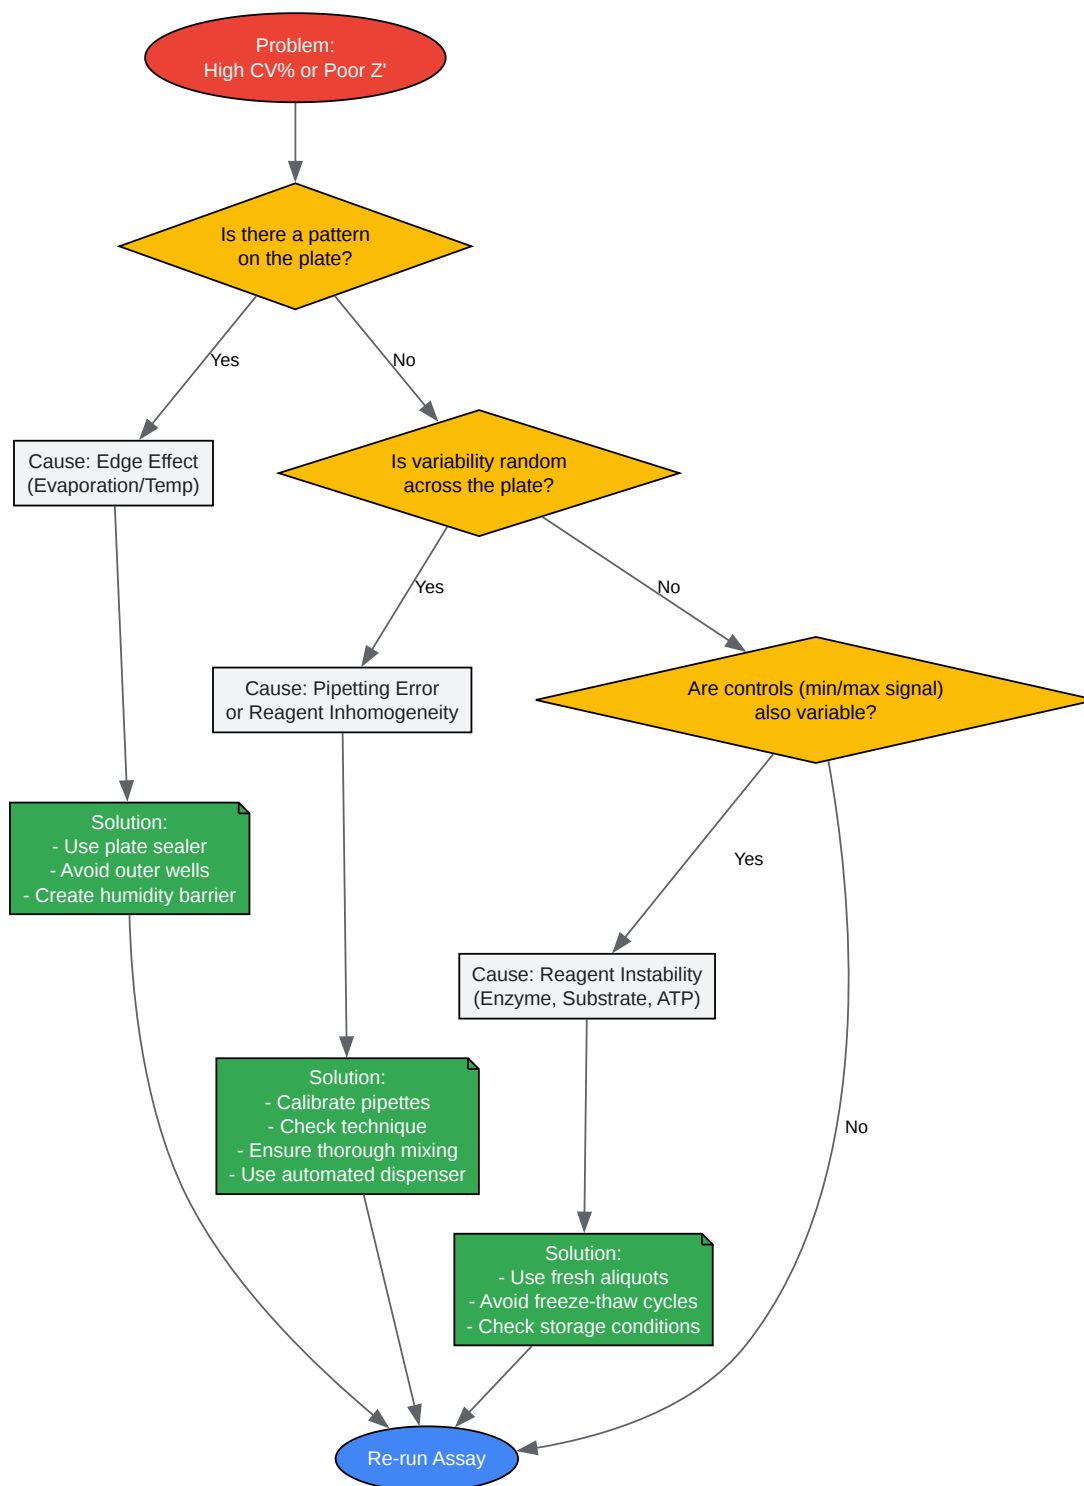 Problem:
High CV% or Poor Z'
Is there a pattern
on the plate?
Yes
No
Cause: Edge Effect
(Evaporation/Temp)
Is variability random
across the plate?
Yes
No
Cause: Pipetting Error
or Reagent Inhomogeneity
Are controls (min/max signal)
also variable?
Solution:
- Use plate sealer
- Avoid outer wells
- Create humidity barrier
Yes
Cause: Reagent Instability
(Enzyme, Substrate, ATP)
Solution:
- Calibrate pipettes
- Check technique
- Ensure thorough mixing
- Use automated dispenser
No
Solution:
- Use fresh aliquots
- Avoid freeze-thaw cycles
- Check storage conditions
Re-run Assay